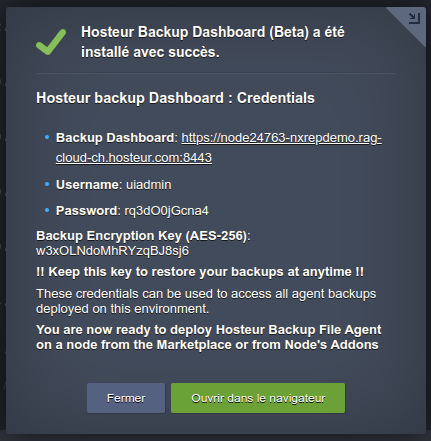 Hosteur Backup Dashboard (Beta) a été
installé avec succès.
Hosteur backup Dashboard : Credentials
Backup Dashboard: https://node24763-nxrepdemo.rag-
cloud-ch.hosteur.com:8443
Username: uiadmin
Password: rq3dO0jGcna4
Backup Encryption Key (AES-256):
w3xOLNdoMhRYzqBJ8sj6
!! Keep this key to restore your backups at anytime !!
These credentials can be used to access all agent backups
deployed on this environment.
You are now ready to deploy Hosteur Backup File Agent
on a node from the Marketplace or from Node's Addons
Fermer
Ouvrir dans le navigateur